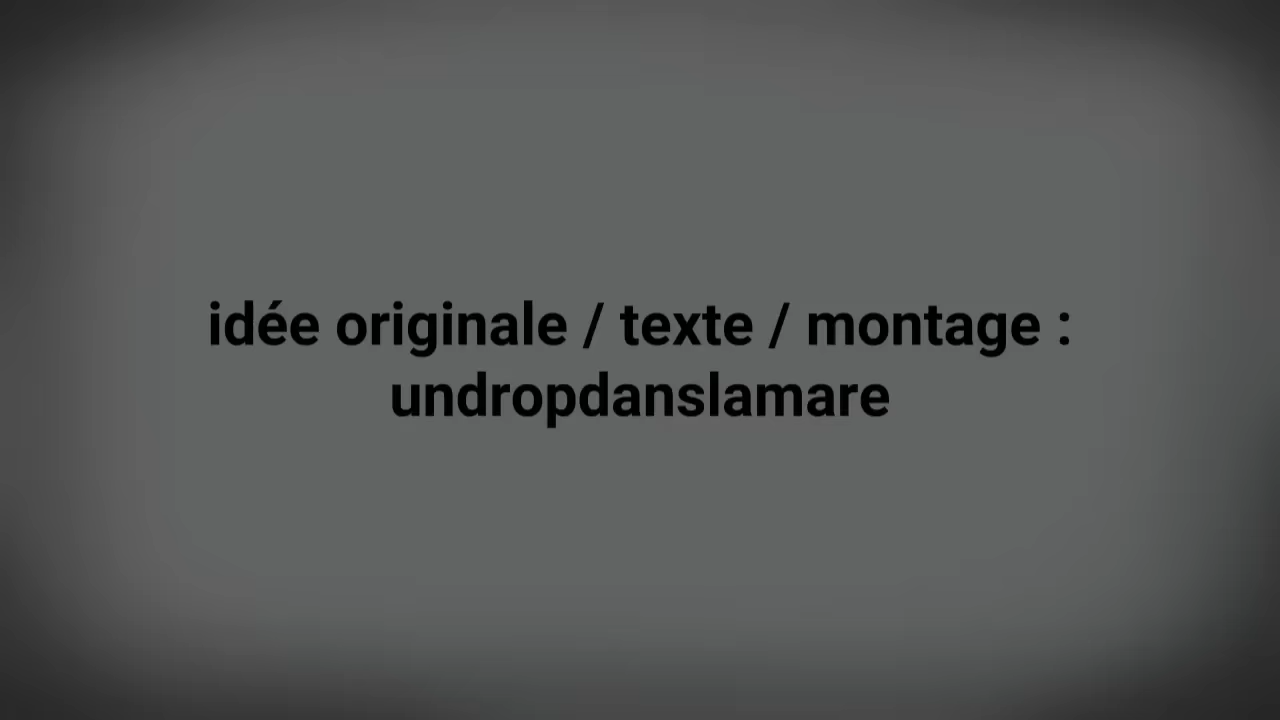 idée originale / texte / montage :
undropdanslamare